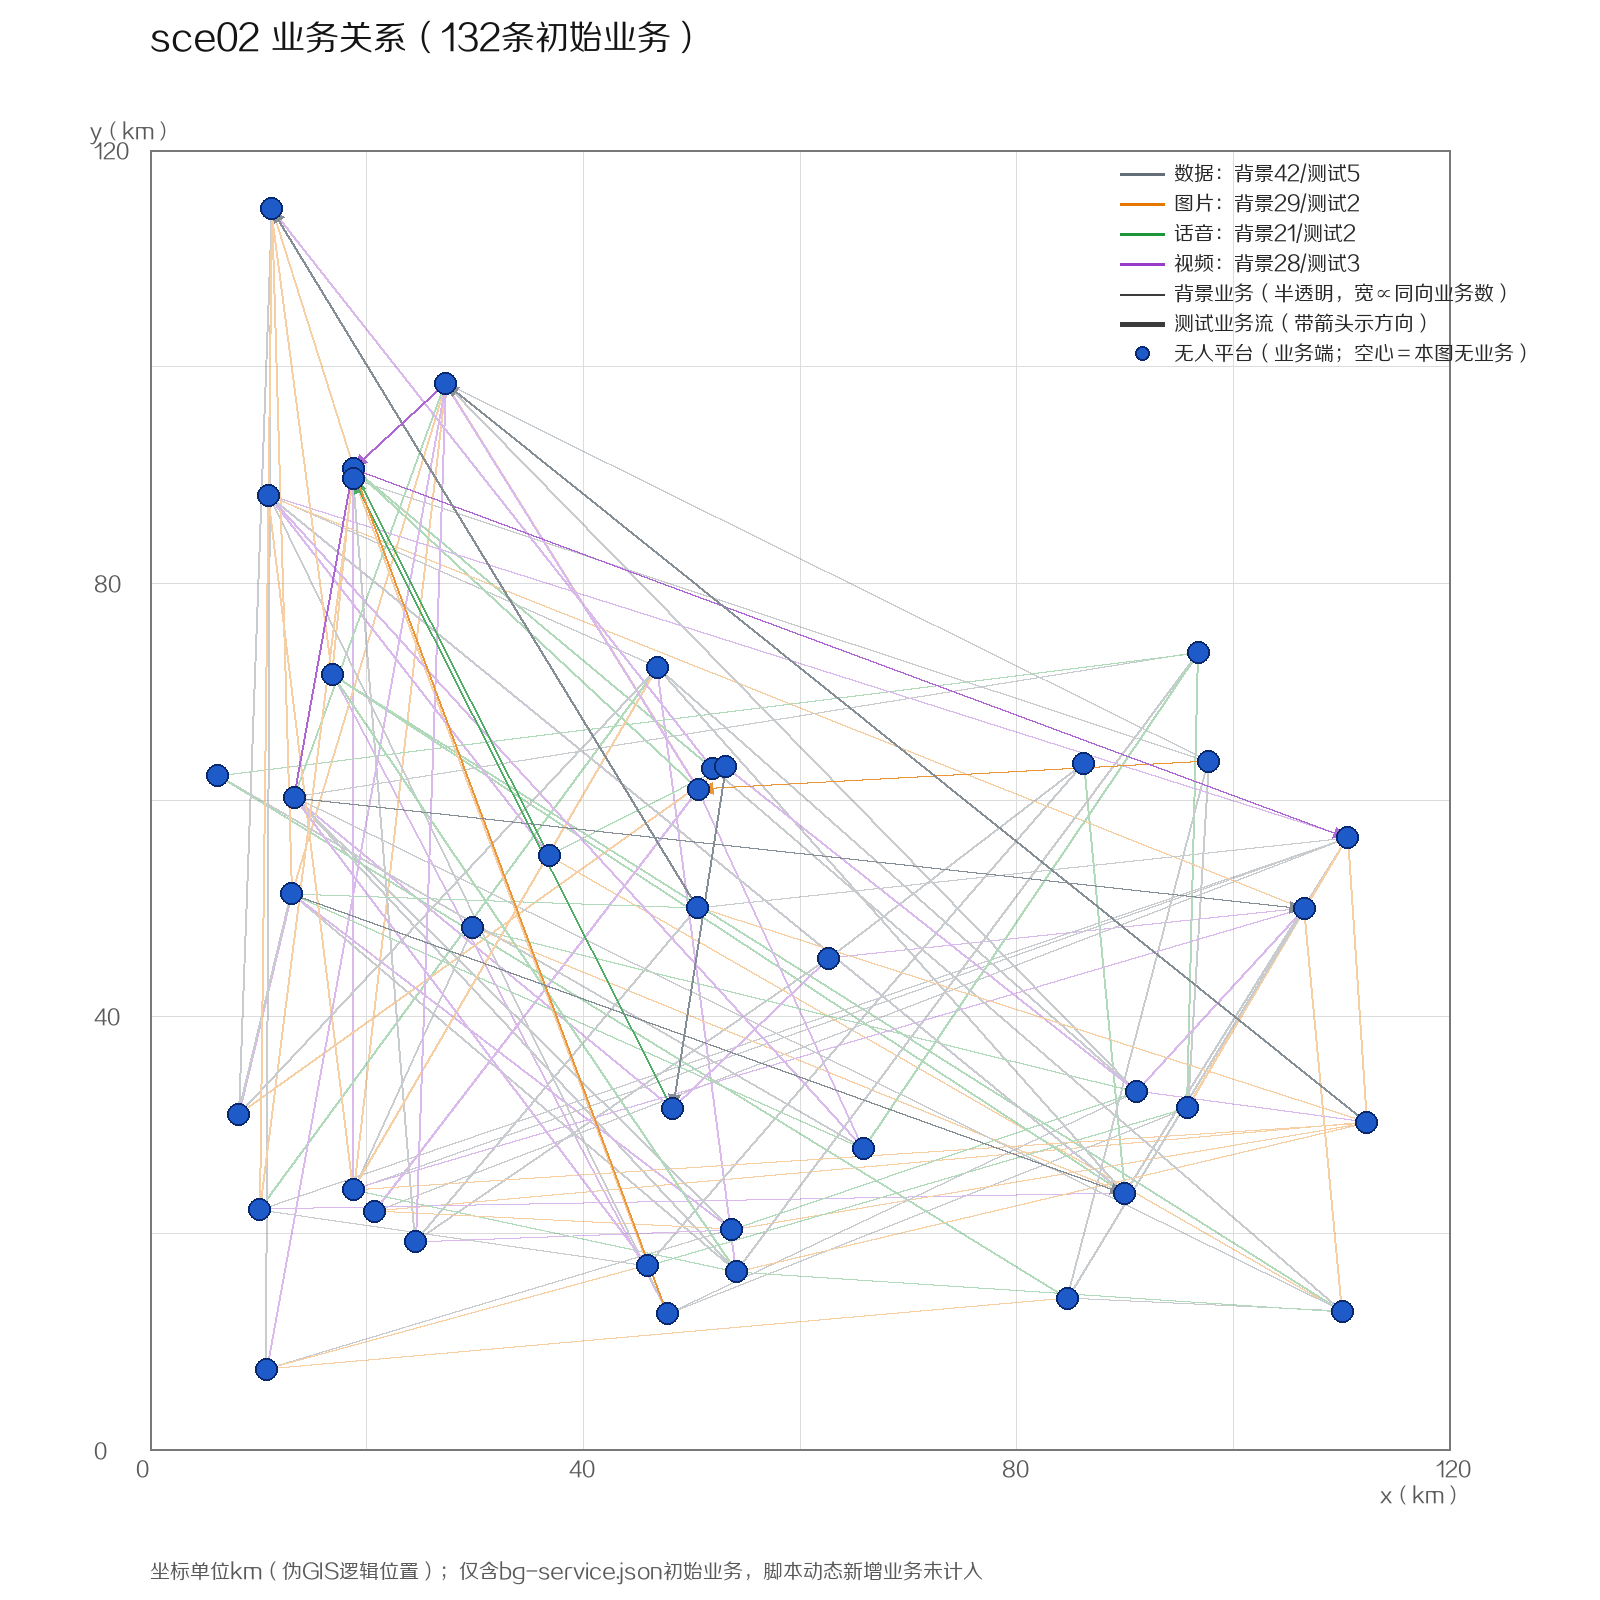 sce02 业务关系（132条初始业务）
y（km）
120
数据：背景42/测试5
图片：背景29/测试2
话音：背景21/测试2
视频：背景28/测试3
背景业务（半透明，宽∝同向业务数）
测试业务流（带箭头示方向）
无人平台（业务端；空心＝本图无业务）
80
40
0
0 40 80 120
x（km）
坐标单位km（伪GIS逻辑位置）；仅含bg-service.json初始业务，脚本动态新增业务未计入